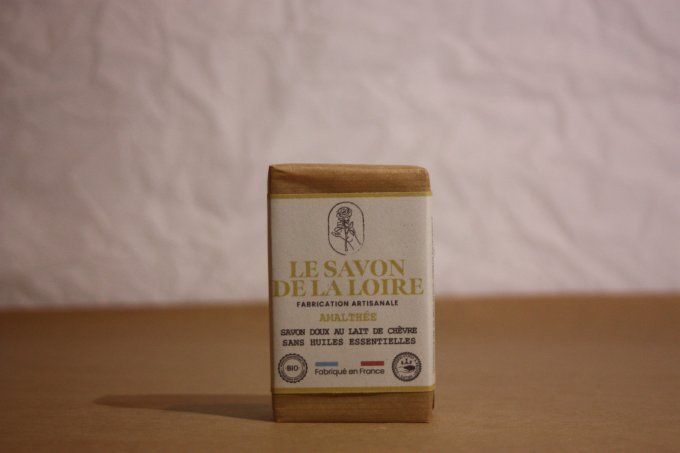 LE SAVON
DE LA LOIRE
FABRICATION ARTISANALE
AMALTHÉE
SAVON DOUX AU LAIT DE CHÈVRE
SANS HUILES ESSENTIELLES
BIO
Fabriqué en France